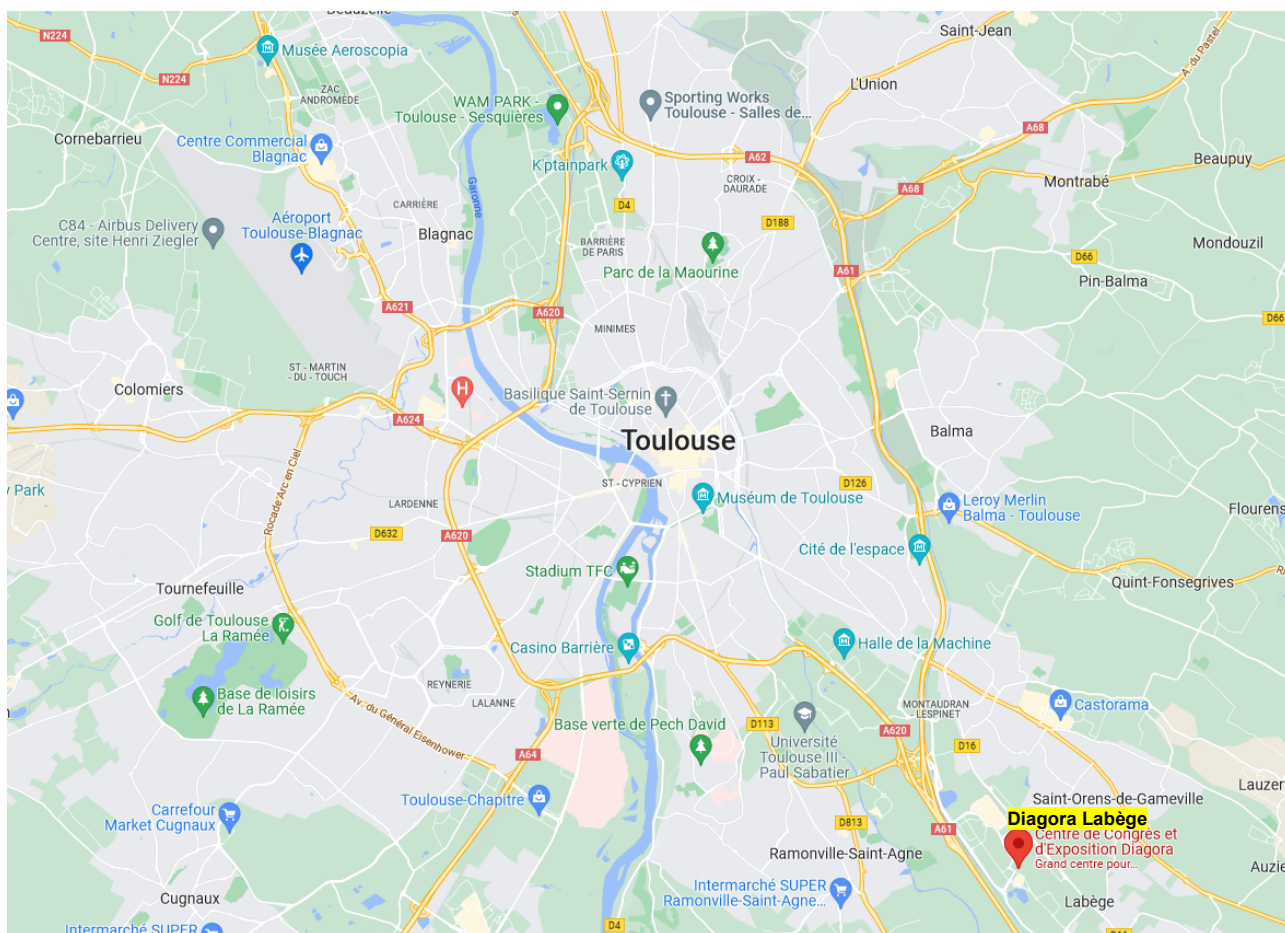 Beauzelle
N224
Musée Aeroscopia
Saint-Jean
A. du Pastel
N224
ZAC
ANDROMÈDE
L'Union
WAM PARK -
Toulouse - Sesquières
Sporting Works
Toulouse - Salles de...
Cornebarrieu
Centre Commercial
Blagnac
A68
K'ptainpark
A62
Beaupuy
CROIX -
DAURADE
A68
Montrabé
Garonne
CARRIÈRE
D4
C84 - Airbus Delivery
Centre, site Henri Ziegler
Aéroport
Toulouse-Blagnac
Blagnac
BARRIÈRE
DE PARIS
D188
Mondouzil
Parc de la Maourine
D66
A61
Pin-Balma
A621
A620
D66
MINIMES
ST - MARTIN
- DU - TOUCH
Colomiers
Basilique Saint-Sernin
de Toulouse
A624
Toulouse
Balma
y Park
ST - CYPRIEN
D126
LARDENNE
Muséum de Toulouse
Leroy Merlin
Balma - Toulouse
Flourens
Rocade Arc en Ciel
D632
A620
Cité de l'espace
Stadium TFC
Tournefeuille
Quint-Fonsegrives
Golf de Toulouse
La Ramée
Casino Barrière
Halle de la Machine
REYNERIE
Base de loisirs
de La Ramée
LALANNE
MONTAUDRAN
- LESPINET
Castorama
Av. du Général Eisenhower
Base verte de Pech David
D113
A620
Université
Toulouse III -
Paul Sabatier
D16
A64
Lauzer
Toulouse-Chapitre
Saint-Orens-de-Gameville
Carrefour
Market Cugnaux
Diagora Labège
D813
A61
Centre de Congrès et
d'Exposition Diagora
Grand centre pour...
Ramonville-Saint-Agne
Auzie
Intermarché SUPER
Ramonville-Saint-Agne...
Cugnaux
Labège
D4
Intermarché SUPER